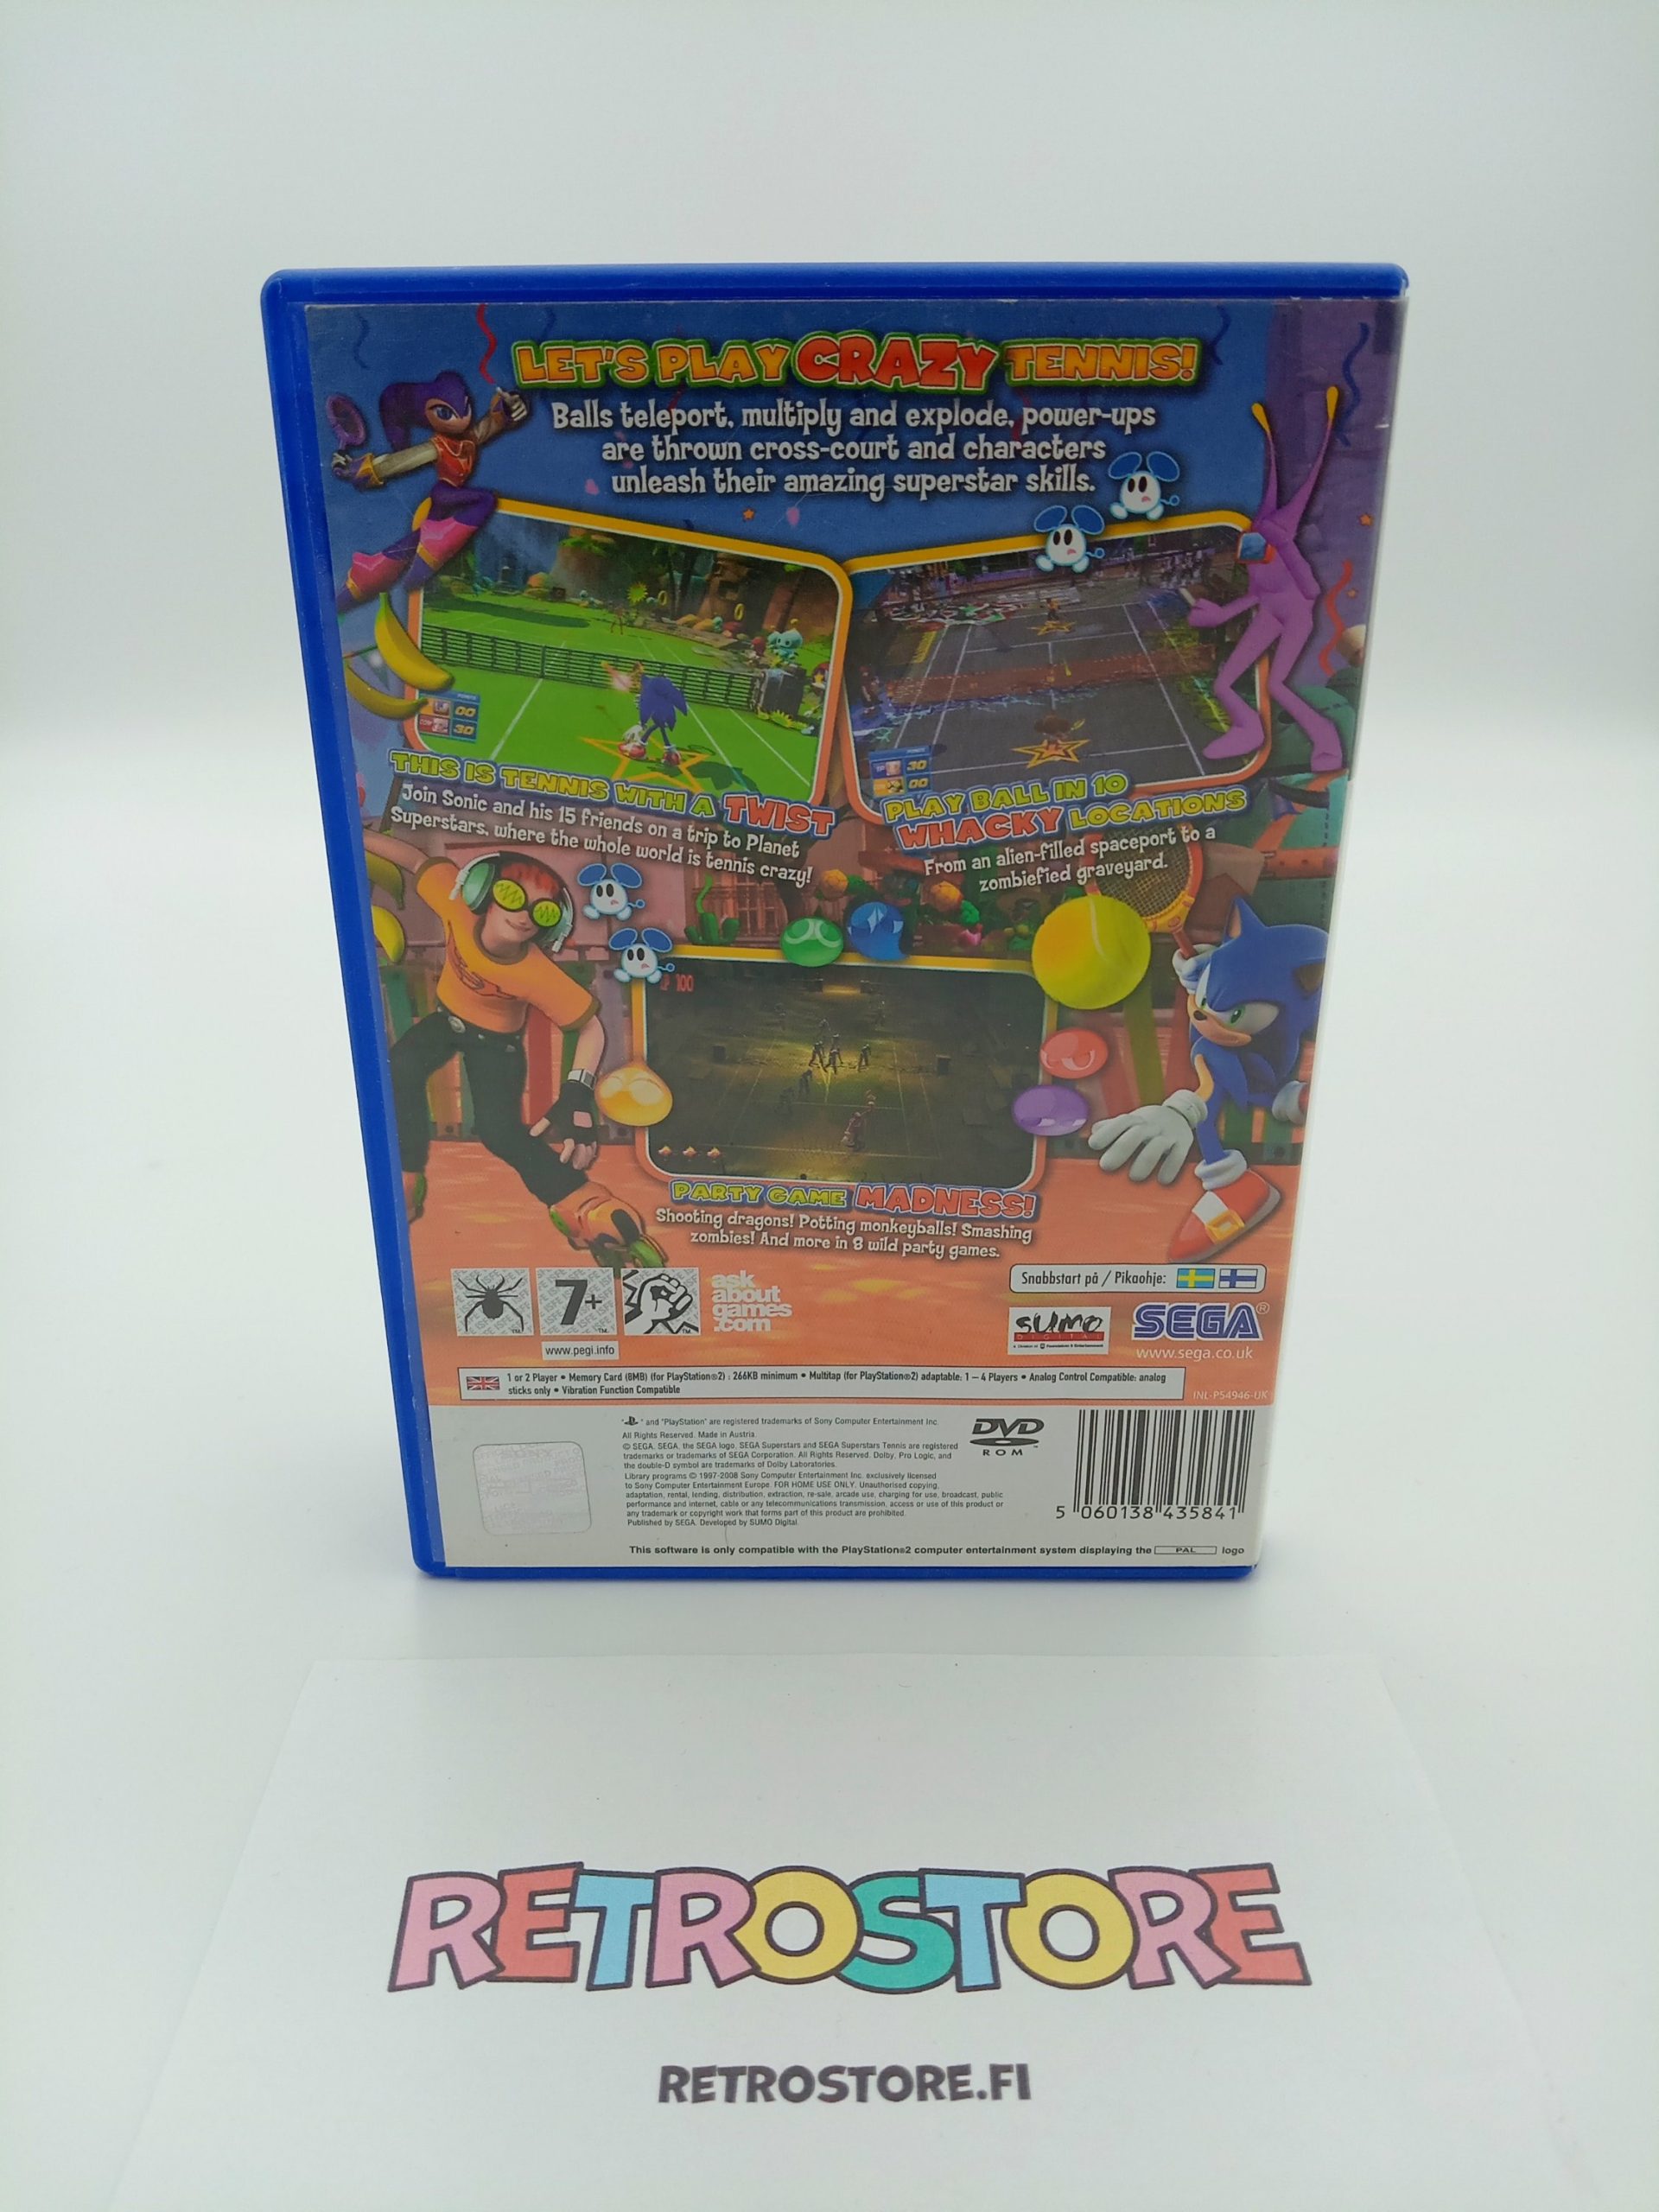 LET'S PLAY CRAZY TENNIS!
Balls teleport, multiply and explode, power-ups
are thrown cross-court and characters
unleash their amazing superstar skills.
00
30
30
00
THIS IS TENNIS WITH A TWIST
Join Sonic and his 15 friends on a trip to Planet
Superstars, where the whole world is tennis crazy!
PLAY BALL IN 10
WHACKY LOCATIONS
From an alien-filled spaceport to a
zombiefied graveyard.
100
PARTY GAME MADNESS!
Shooting dragons! Potting monkeyballs! Smashing
zombies! And more in 8 wild party games.
7+
www.pegi.info
ask
about
games
.com
Snabbstart på / Pikaohje:
SUMO
DIGITAL
SEGA®
www.sega.co.uk
1 or 2 Player • Memory Card (8MB) (for PlayStation®2) : 266KB minimum • Multitap (for PlayStation®2) adaptable: 1 – 4 Players • Analog Control Compatible: analog
sticks only • Vibration Function Compatible
INL-PS4946-UK
" " and "PlayStation" are registered trademarks of Sony Computer Entertainment Inc.
All Rights Reserved. Made in Austria.
© SEGA. SEGA, the SEGA logo, SEGA Superstars and SEGA Superstars Tennis are registered
trademarks or trademarks of SEGA Corporation. All Rights Reserved. Dolby, Pro Logic, and
the double-D symbol are trademarks of Dolby Laboratories.
Library programs © 1997-2008 Sony Computer Entertainment Inc. exclusively licensed
to Sony Computer Entertainment Europe. FOR HOME USE ONLY. Unauthorised copying,
adaptation, rental, lending, distribution, extraction, re-sale, arcade use, charging for use, broadcast, public
performance and internet, cable or any telecommunications transmission, access or use of this product or
any trademark or copyright work that forms part of this product are prohibited.
Published by SEGA. Developed by SUMO Digital.
DVD
ROM
5 060138 435841
This software is only compatible with the PlayStation®2 computer entertainment system displaying the PAL logo
RETROSTORE
RETROSTORE.FI